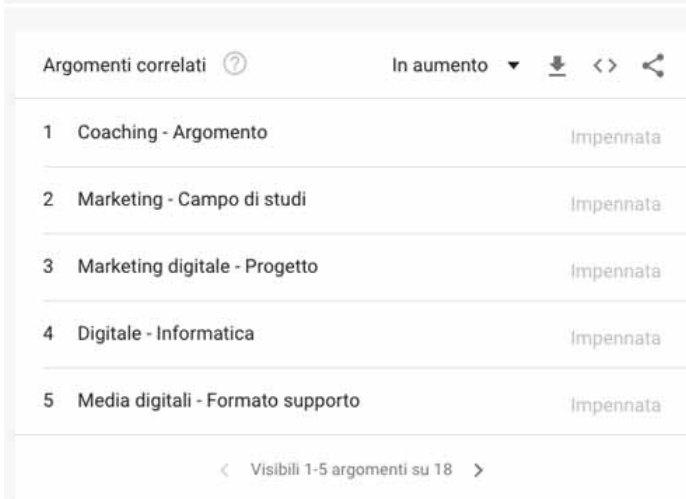 Argomenti correlati
In aumento
1 Coaching - Argomento Impennata
2 Marketing - Campo di studi Impennata
3 Marketing digitale - Progetto Impennata
4 Digitale - Informatica Impennata
5 Media digitali - Formato supporto Impennata
Visibili 1-5 argomenti su 18